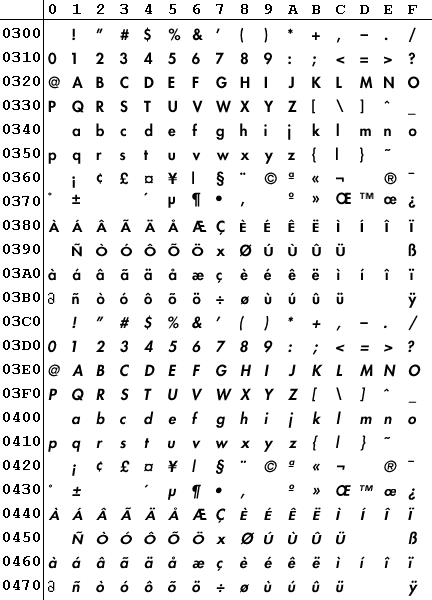 0 1 2 3 4 5 6 7 8 9 A B C D E F
0300 ! " # $ % & ' ( ) * + , – . /
0310 0 1 2 3 4 5 6 7 8 9 : ; < = > ?
0320 @ A B C D E F G H I J K L M N O
0330 P Q R S T U V W X Y Z [ \ ] ˆ _
0340 a b c d e f g h i j k l m n o
0350 p q r s t u v w x y z { | } ˜
0360 ¡ ¢ £ ¤ ¥ | § ¨ © ª « ¬ ® ¯
0370 ° ± ´ µ ¶ • , º » Œ ™ œ ¿
0380 À Á Â Ã Ä Å Æ Ç È É Ê Ë Ì Í Î Ï
0390 Ñ Ò Ó Ô Õ Ö x Ø Ú Ù Û Ü ß
03A0 à á â ã ä å æ ç è é ê ë ì í î ï
03B0 ∂ ñ ò ó ô õ ö ÷ ø ù ú û ü ÿ
03C0 ! " # $ % & ' ( ) * + , – . /
03D0 0 1 2 3 4 5 6 7 8 9 : ; < = > ?
03E0 @ A B C D E F G H I J K L M N O
03F0 P Q R S T U V W X Y Z [ \ ] ˆ _
0400 a b c d e f g h i j k l m n o
0410 p q r s t u v w x y z { | } ˜
0420 ¡ ¢ £ ¤ ¥ | § ¨ © ª « ¬ ® ¯
0430 ° ± ´ µ ¶ • , º » Œ ™ œ ¿
0440 À Á Â Ã Ä Å Æ Ç È É Ê Ë Ì Í Î Ï
0450 Ñ Ò Ó Ô Õ Ö x Ø Ú Ù Û Ü ß
0460 à á â ã ä å æ ç è é ê ë ì í î ï
0470 ∂ ñ ò ó ô õ ö ÷ ø ù ú û ü ÿ